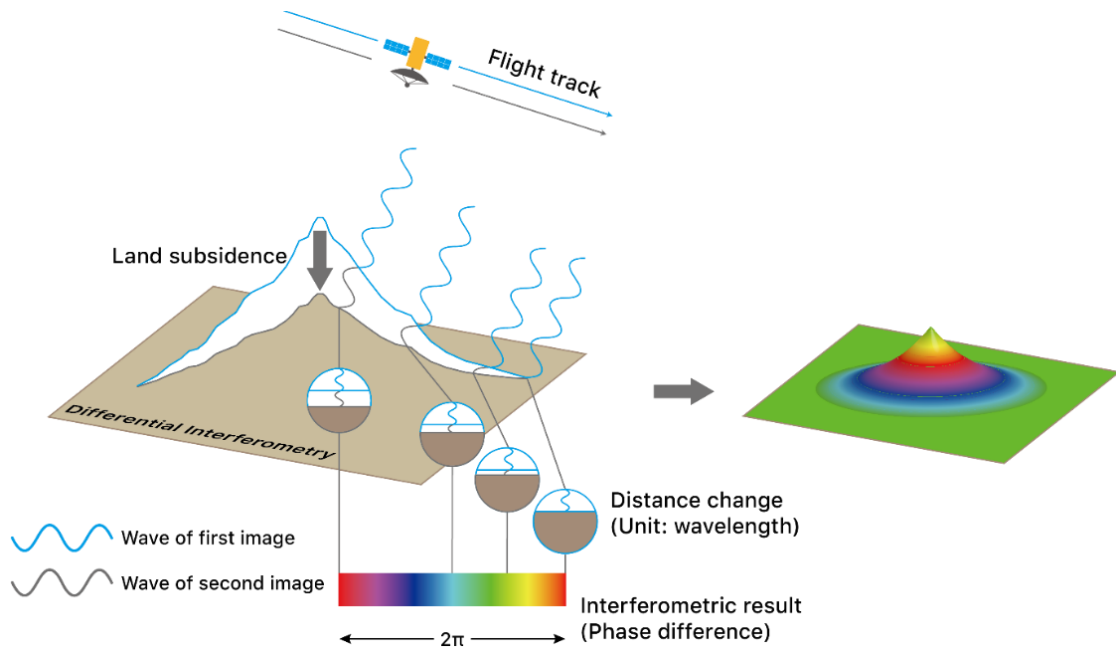 Flight track
Land subsidence
Differential Interferometry
Distance change
(Unit: wavelength)
Wave of first image
Wave of second image
Interferometric result
(Phase difference)
2π